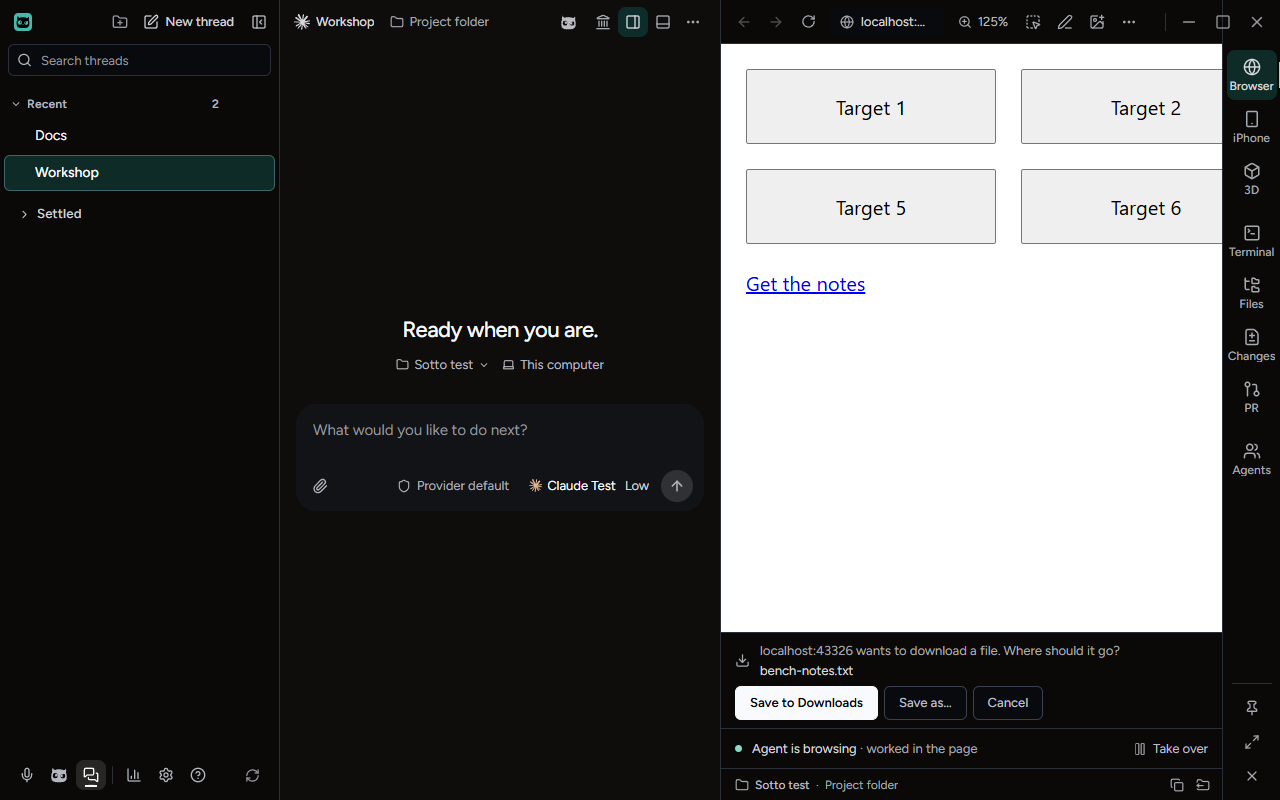 New thread
Search threads
Recent 2
Docs
Workshop
Settled
Workshop Project folder
Ready when you are.
Sotto test This computer
What would you like to do next?
Provider default Claude Test Low
localhost:... 125%
Target 1 Target 2
Target 5 Target 6
Get the notes
localhost:43326 wants to download a file. Where should it go?
bench-notes.txt
Save to Downloads Save as... Cancel
Agent is browsing · worked in the page Take over
Sotto test · Project folder
Browser
iPhone
3D
Terminal
Files
Changes
PR
Agents